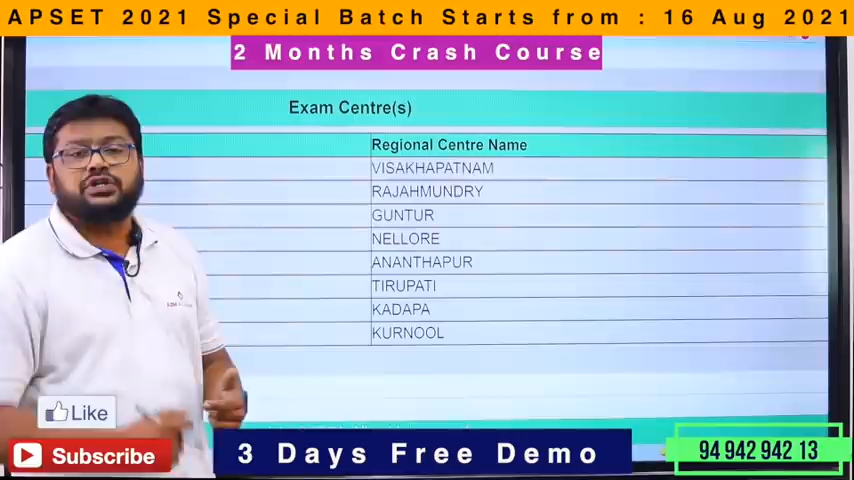 APSET 2021 Special Batch Starts from : 16 Aug 2021
2 Months Crash Course
Exam Centre(s)
Regional Centre Name
VISAKHAPATNAM
RAJAHMUNDRY
GUNTUR
NELLORE
ANANTHAPUR
TIRUPATI
KADAPA
KURNOOL
Like
Subscribe
3 Days Free Demo
94 942 942 13